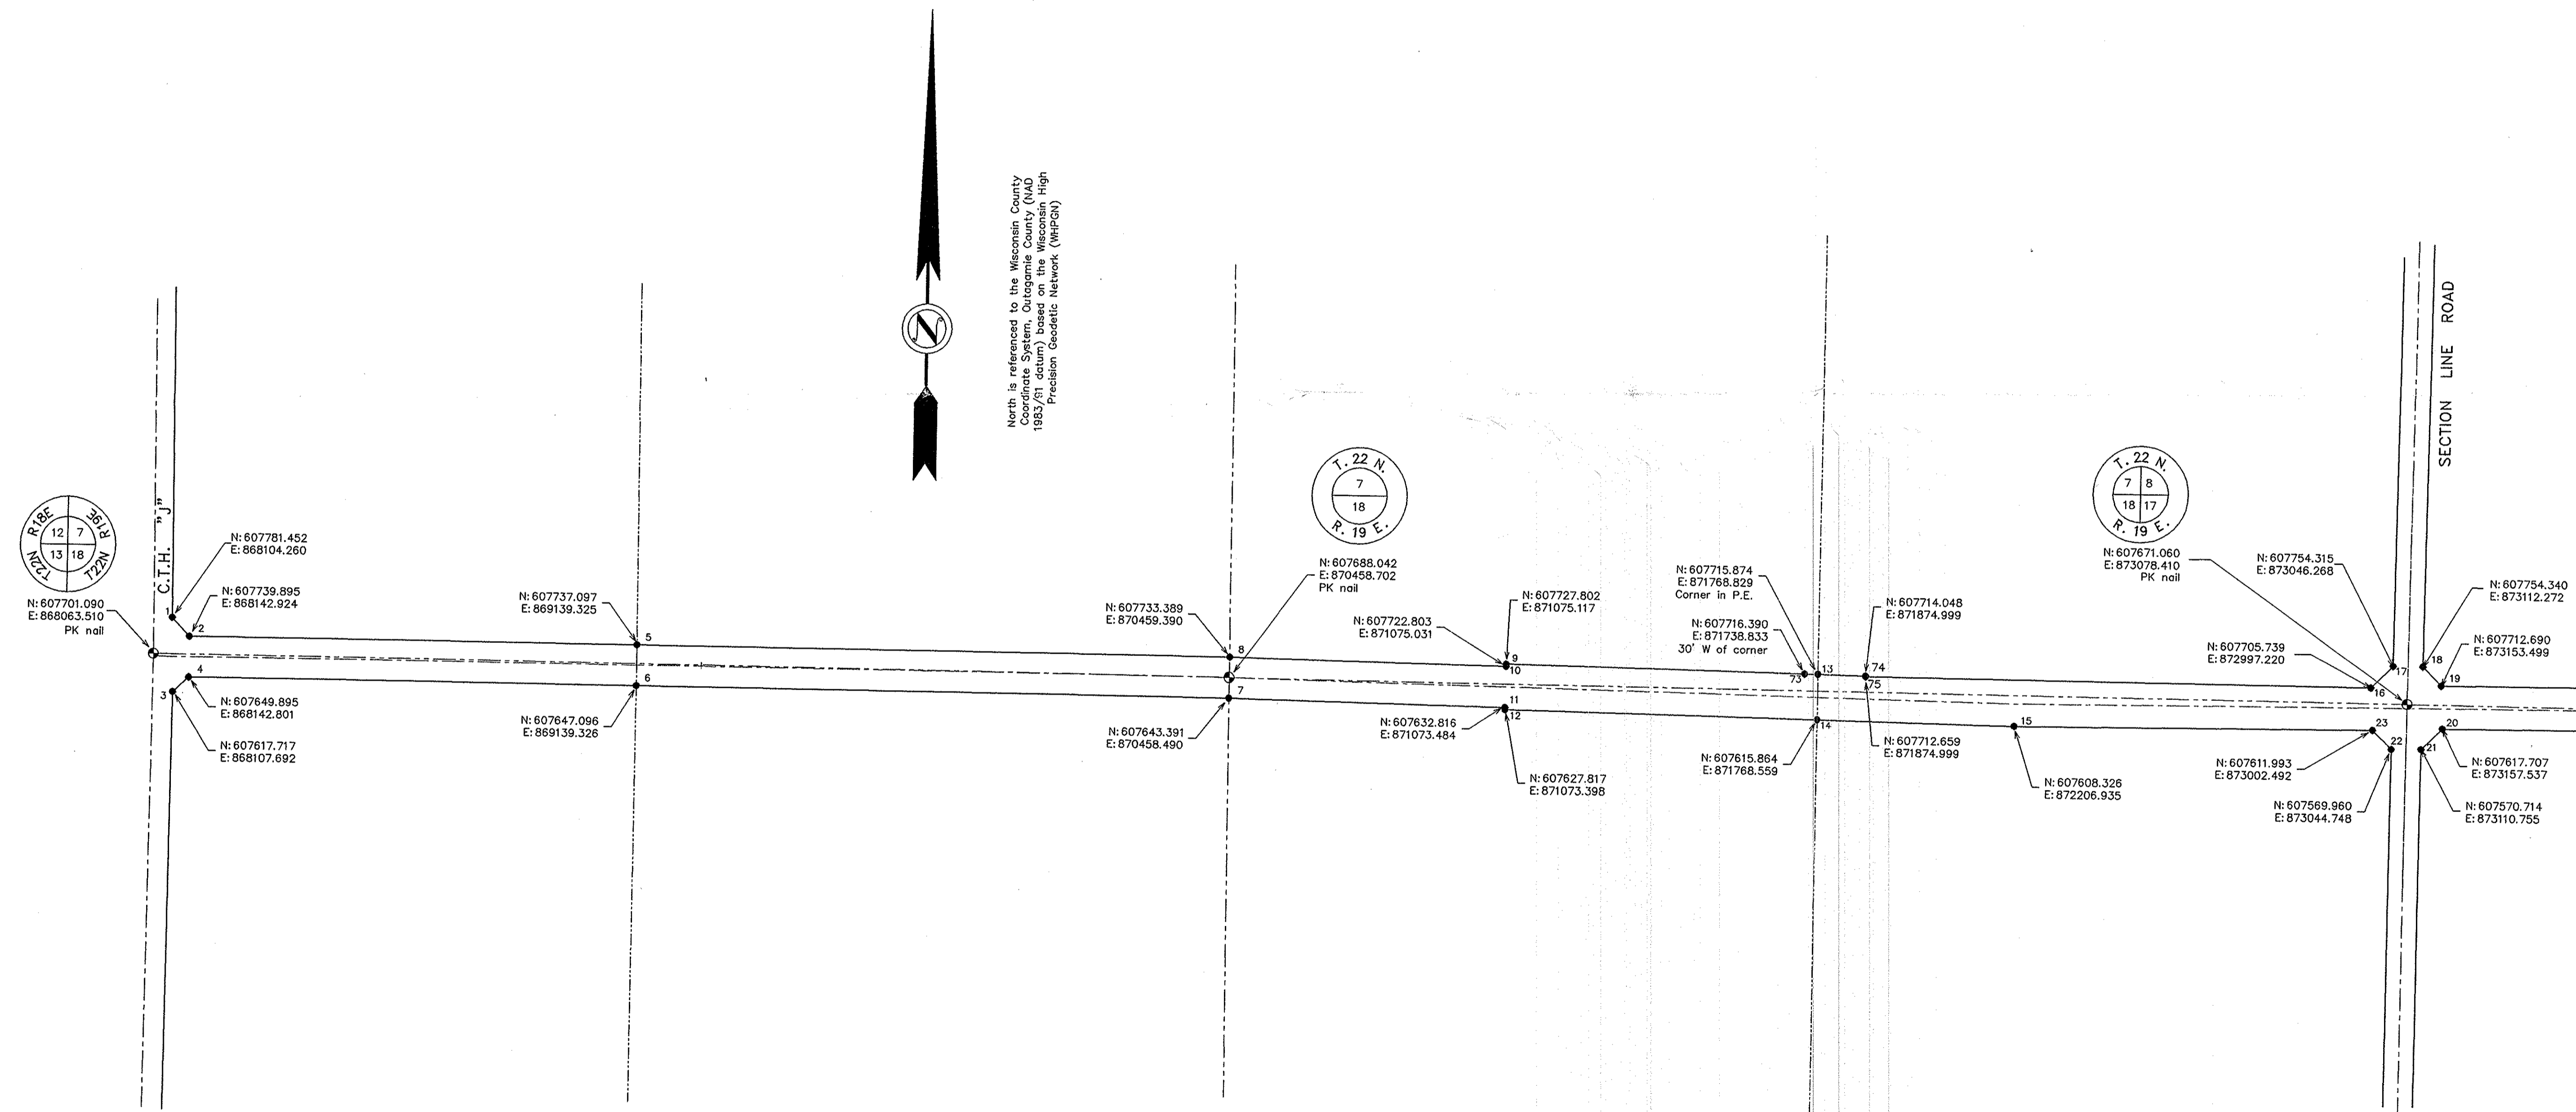 North is referenced to the Wisconsin County
Coordinate System, Outagamie County (NAD
1983/91 datum) based on the Wisconsin High
Precision Geodetic Network (WHPGN)
N
SECTION LINE ROAD
C.T.H. "J"
R18E
R19E
12 7
13 18
T22N
T22N
T. 22 N.
7
18
R. 19 E.
T. 22 N.
7 8
18 17
R. 19 E.
N: 607701.090
E: 868063.510
PK nail
1
N: 607781.452
E: 868104.260
2
N: 607739.895
E: 868142.924
4
3
N: 607649.895
E: 868142.801
N: 607617.717
E: 868107.692
N: 607737.097
E: 869139.325
5
6
N: 607647.096
E: 869139.326
N: 607733.389
E: 870459.390
8
N: 607688.042
E: 870458.702
PK nail
7
N: 607643.391
E: 870458.490
N: 607722.803
E: 871075.031
N: 607727.802
E: 871075.117
9
10
11
12
N: 607632.816
E: 871073.484
N: 607627.817
E: 871073.398
N: 607715.874
E: 871768.829
Corner in P.E.
N: 607716.390
E: 871738.833
30' W of corner
73
13
74
75
N: 607714.048
E: 871874.999
14
N: 607615.864
E: 871768.559
N: 607712.659
E: 871874.999
15
N: 607608.326
E: 872206.935
N: 607671.060
E: 873078.410
PK nail
N: 607754.315
E: 873046.268
N: 607705.739
E: 872997.220
16
17
18
19
N: 607754.340
E: 873112.272
N: 607712.690
E: 873153.499
23
22
20
21
N: 607611.993
E: 873002.492
N: 607569.960
E: 873044.748
N: 607617.707
E: 873157.537
N: 607570.714
E: 873110.755